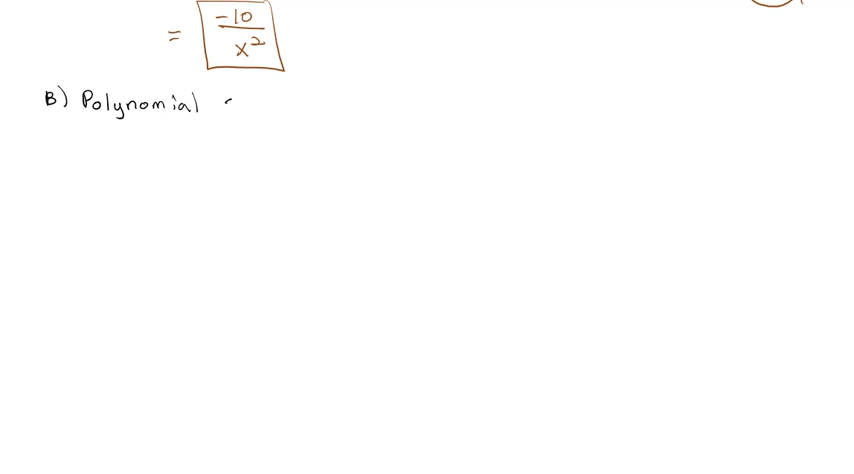 = -10/x²
B) Polynomial